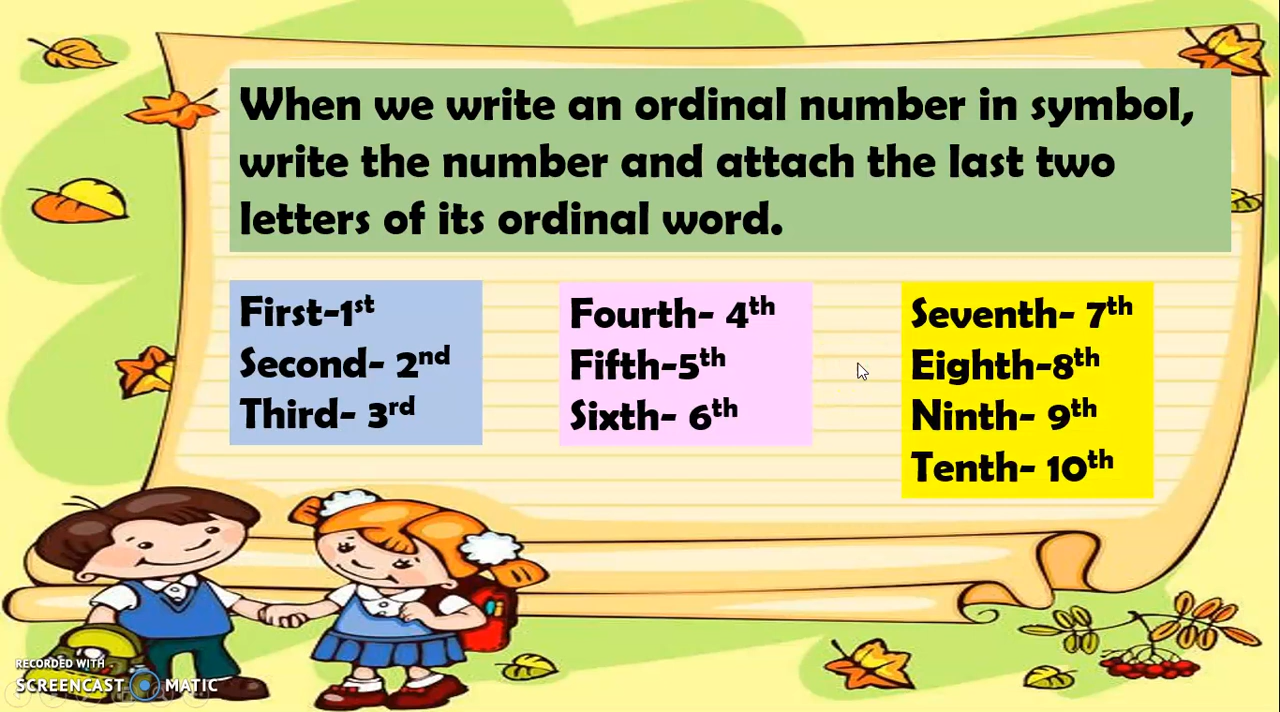 When we write an ordinal number in symbol,
write the number and attach the last two
letters of its ordinal word.
First-1st
Second- 2nd
Third- 3rd
Fourth- 4th
Fifth-5th
Sixth- 6th
Seventh- 7th
Eighth-8th
Ninth- 9th
Tenth- 10th
RECORDED WITH
SCREENCAST MATIC